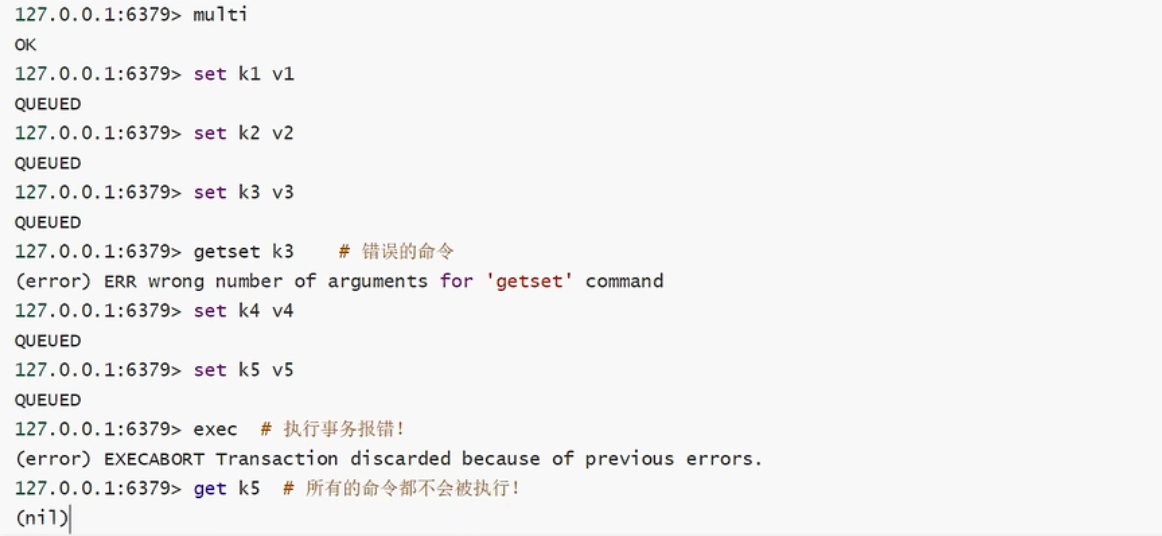 127.0.0.1:6379> multi
OK
127.0.0.1:6379> set k1 v1
QUEUED
127.0.0.1:6379> set k2 v2
QUEUED
127.0.0.1:6379> set k3 v3
QUEUED
127.0.0.1:6379> getset k3    # 错误的命令
(error) ERR wrong number of arguments for 'getset' command
127.0.0.1:6379> set k4 v4
QUEUED
127.0.0.1:6379> set k5 v5
QUEUED
127.0.0.1:6379> exec  # 执行事务报错！
(error) EXECABORT Transaction discarded because of previous errors.
127.0.0.1:6379> get k5  # 所有的命令都不会被执行！
(nil)